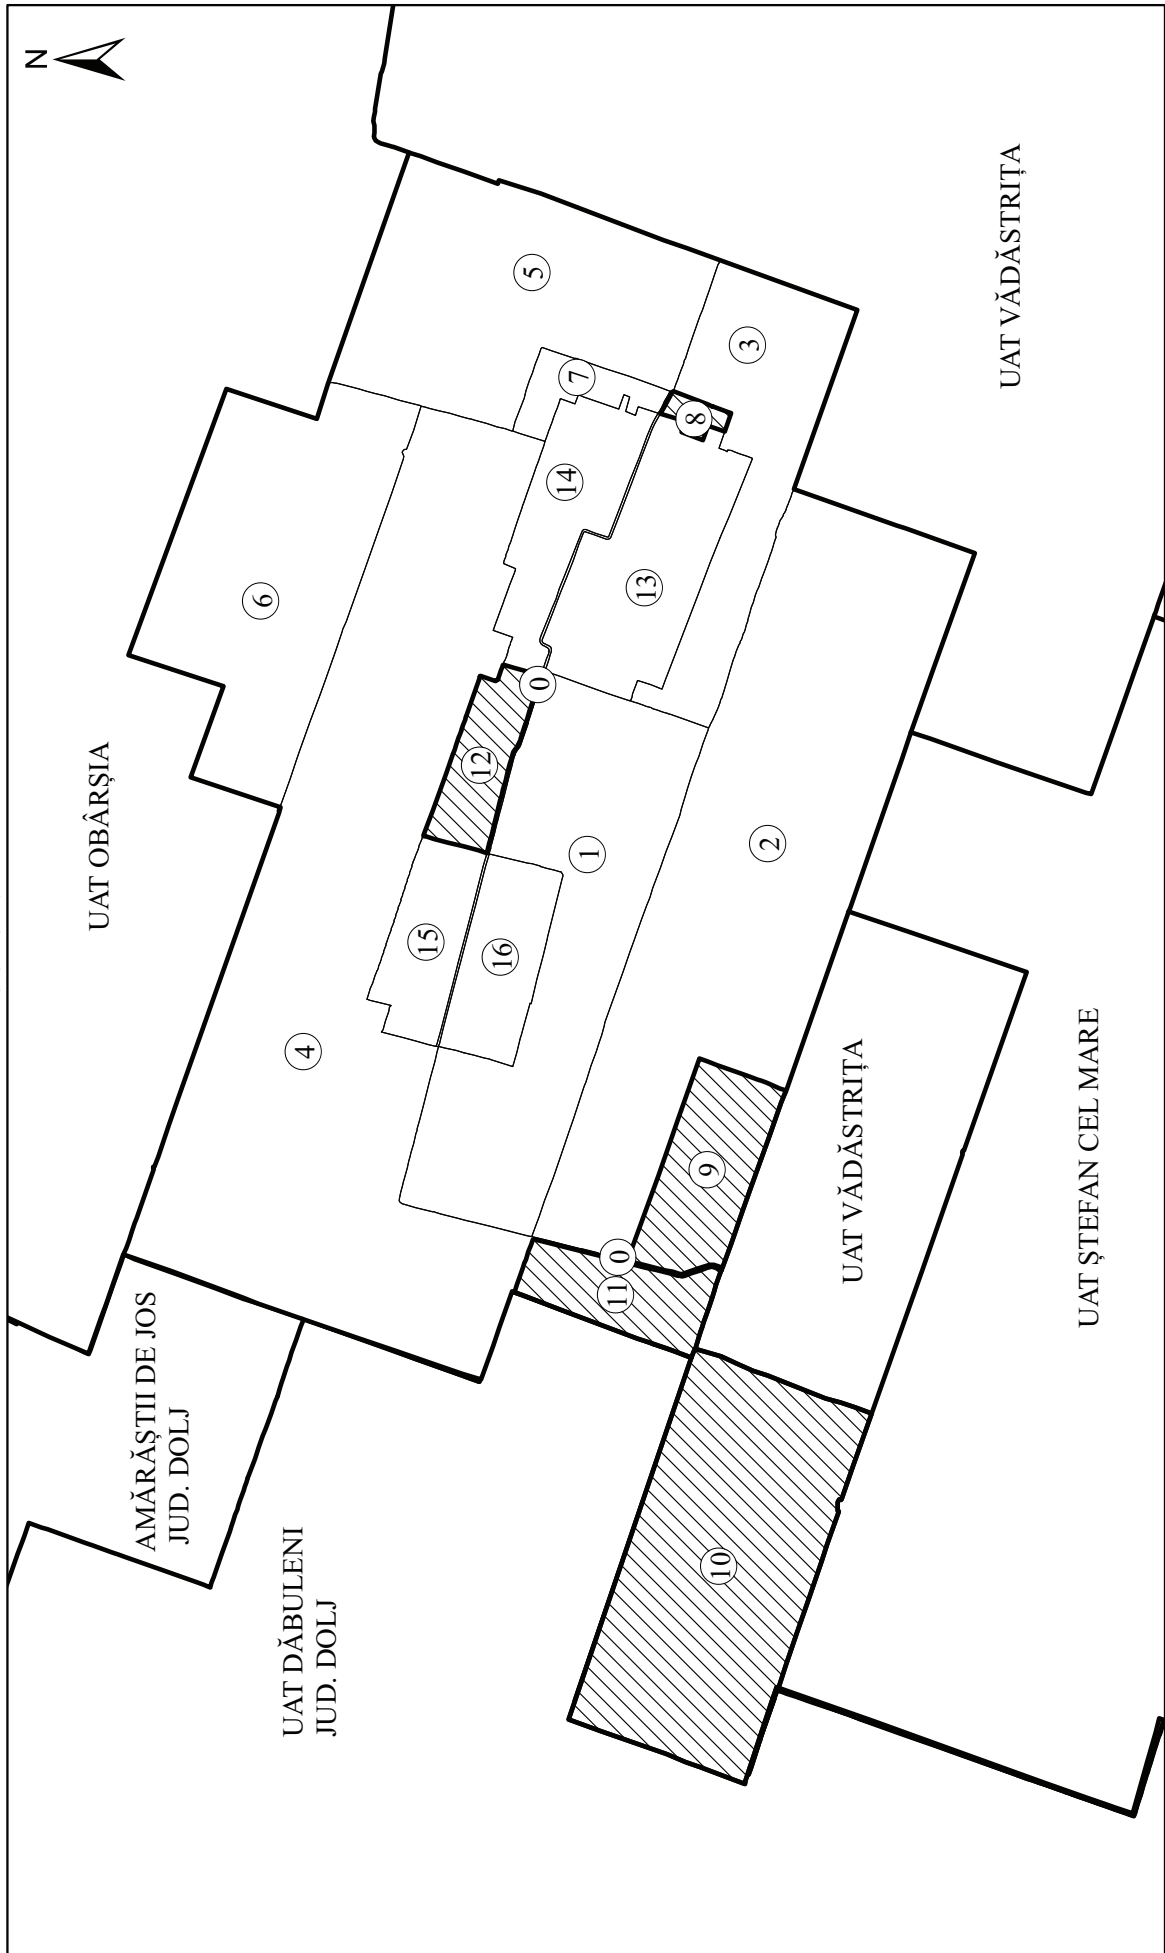 N
UAT OBÂRȘIA
AMĂRĂȘTII DE JOS
JUD. DOLJ
6
UAT DĂBULENI
JUD. DOLJ
4
15
12
16
5
0
14
7
1
11
0
13
8
9
10
3
2
UAT VĂDĂSTRIȚA
UAT VĂDĂSTRIȚA
UAT ȘTEFAN CEL MARE